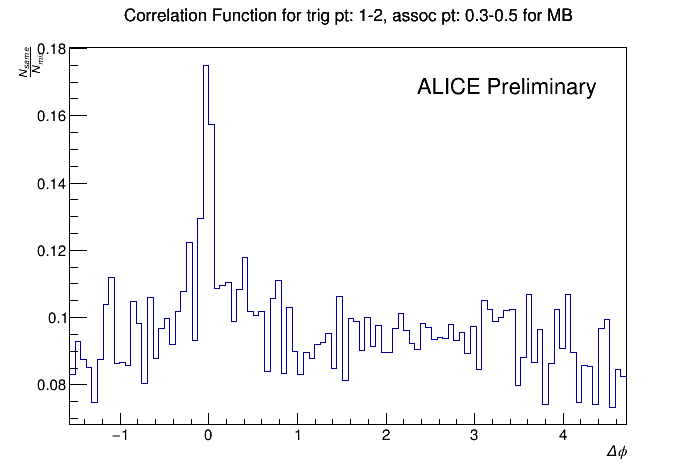 Correlation Function for trig pt: 1-2, assoc pt: 0.3-0.5 for MB
N_same
0.18
ALICE Preliminary
0.16
0.14
0.12
0.1
0.08
−1 0 1 2 3 4
Δϕ